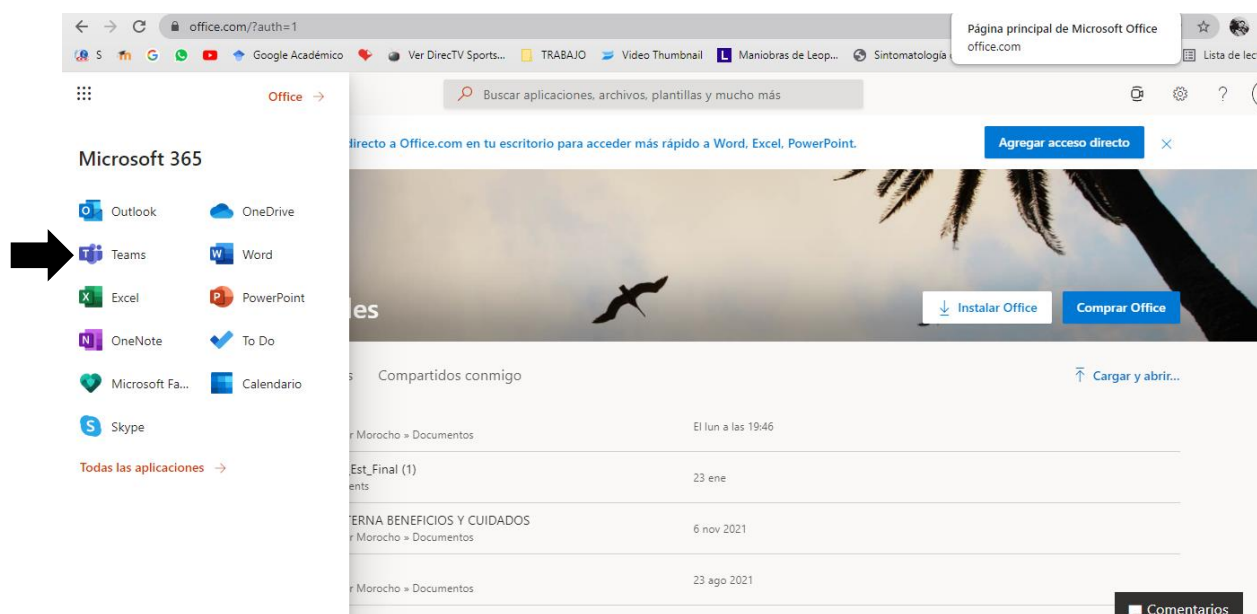 office.com/?auth=1
Página principal de Microsoft Office
office.com
S
Google Académico
Ver DirecTV Sports...
TRABAJO
Video Thumbnail
L Maniobras de Leop...
Sintomatología
Lista de lec
Office →
Buscar aplicaciones, archivos, plantillas y mucho más
?
Microsoft 365
directo a Office.com en tu escritorio para acceder más rápido a Word, Excel, PowerPoint.
Agregar acceso directo
Outlook
OneDrive
Teams
Word
Excel
PowerPoint
les
Instalar Office
Comprar Office
OneNote
To Do
s
Compartidos conmigo
Cargar y abrir...
Microsoft Fa...
Calendario
Skype
r Morocho » Documentos
El lun a las 19:46
Todas las aplicaciones →
_Est_Final (1)
ents
23 ene
TERNA BENEFICIOS Y CUIDADOS
r Morocho » Documentos
6 nov 2021
r Morocho » Documentos
23 ago 2021
Comentarios